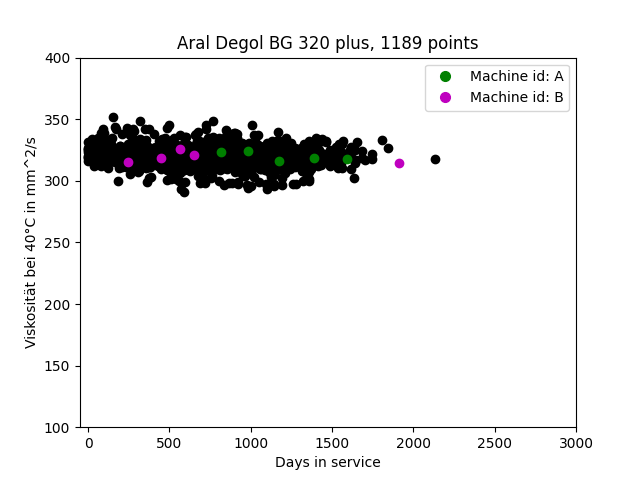 Aral Degol BG 320 plus, 1189 points
Machine id: A
Machine id: B
Viskosität bei 40°C in mm^2/s
400
350
300
250
200
150
100
0 500 1000 1500 2000 2500 3000
Days in service